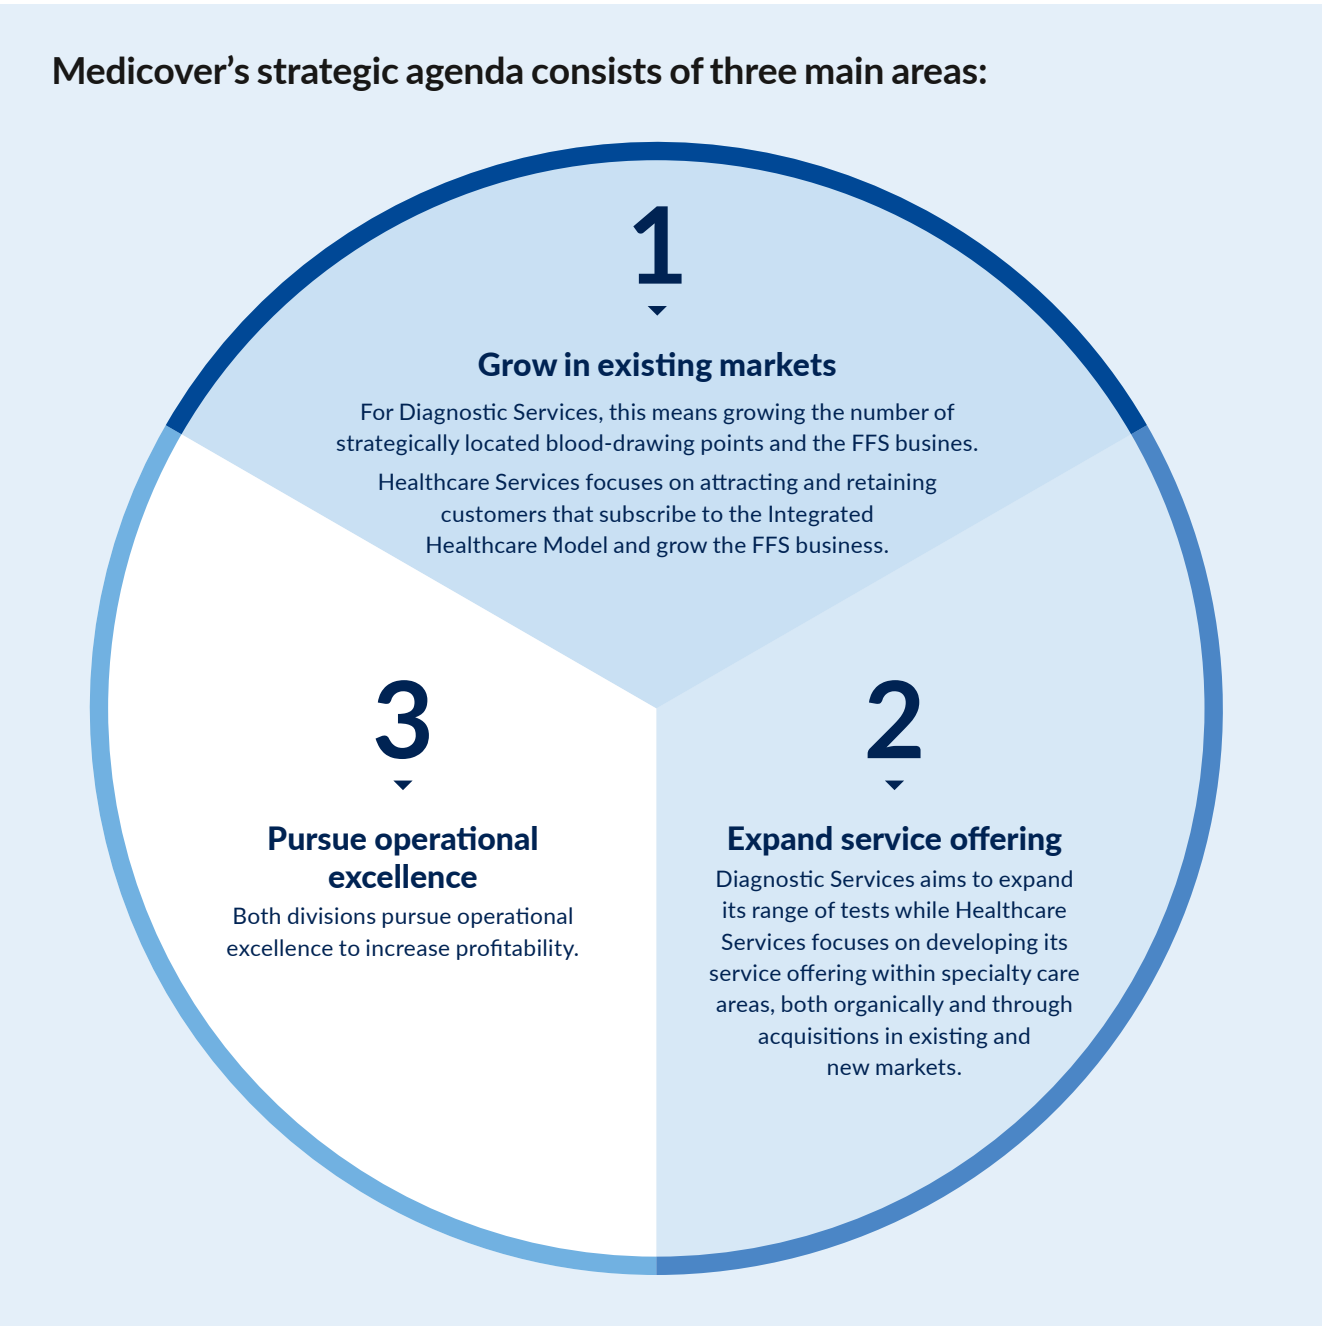 Medicover's strategic agenda consists of three main areas:
1
Grow in existing markets
For Diagnostic Services, this means growing the number of
strategically located blood-drawing points and the FFS busines.
Healthcare Services focuses on attracting and retaining
customers that subscribe to the Integrated
Healthcare Model and grow the FFS business.
2
Expand service offering
Diagnostic Services aims to expand
its range of tests while Healthcare
Services focuses on developing its
service offering within specialty care
areas, both organically and through
acquisitions in existing and
new markets.
3
Pursue operational
excellence
Both divisions pursue operational
excellence to increase profitability.